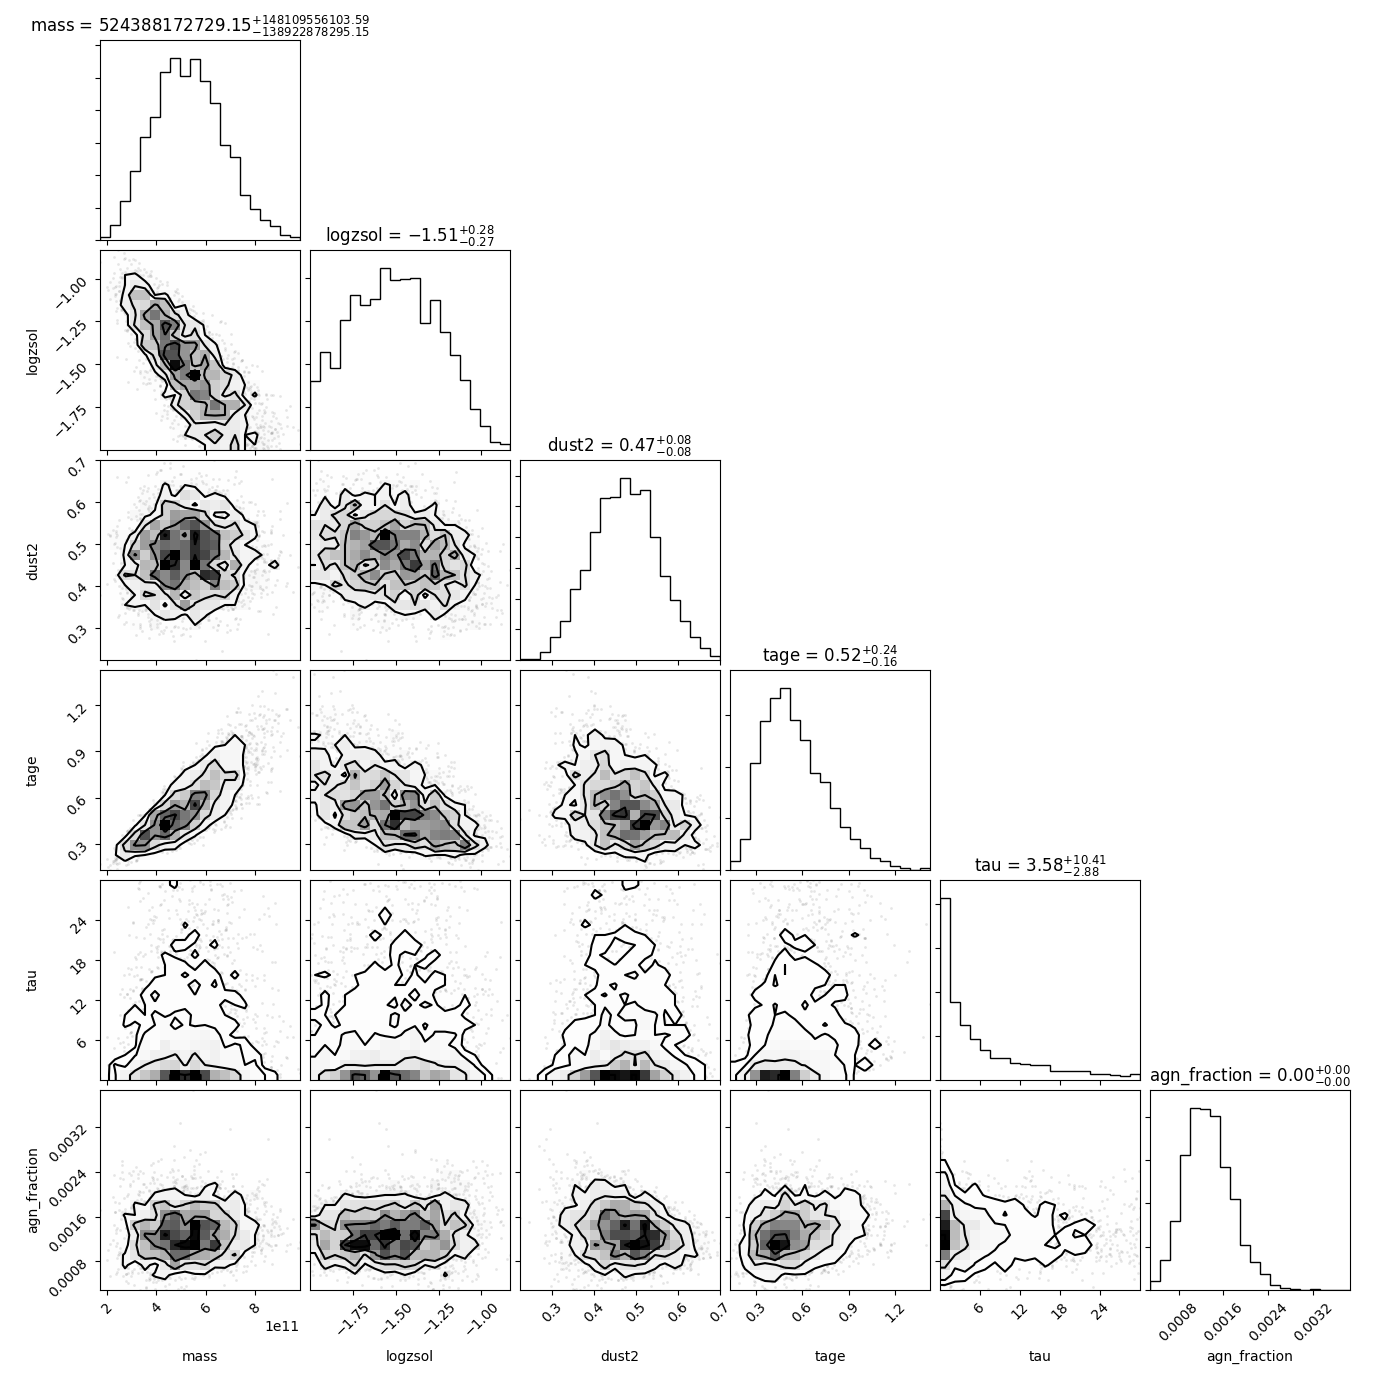 mass = 524388172729.15+148109556103.59−138922878295.15
logzsol = −1.51+0.28−0.27
−1.00
−1.25
−1.50
−1.75
logzsol
dust2 = 0.47+0.08−0.08
0.7
0.6
0.5
0.4
0.3
dust2
tage = 0.52+0.24−0.16
1.2
0.9
0.6
0.3
tage
tau = 3.58+10.41−2.88
24
18
12
6
tau
agn_fraction = 0.00+0.00−0.00
0.0032
0.0024
0.0016
0.0008
agn_fraction
2 4 6 8 −1.75 −1.50 −1.25 −1.00 0.3 0.4 0.5 0.6 0.7 0.3 0.6 0.9 1.2 6 12 18 24 0.0008 0.0016 0.0024 0.0032
1e11
mass logzsol dust2 tage tau agn_fraction